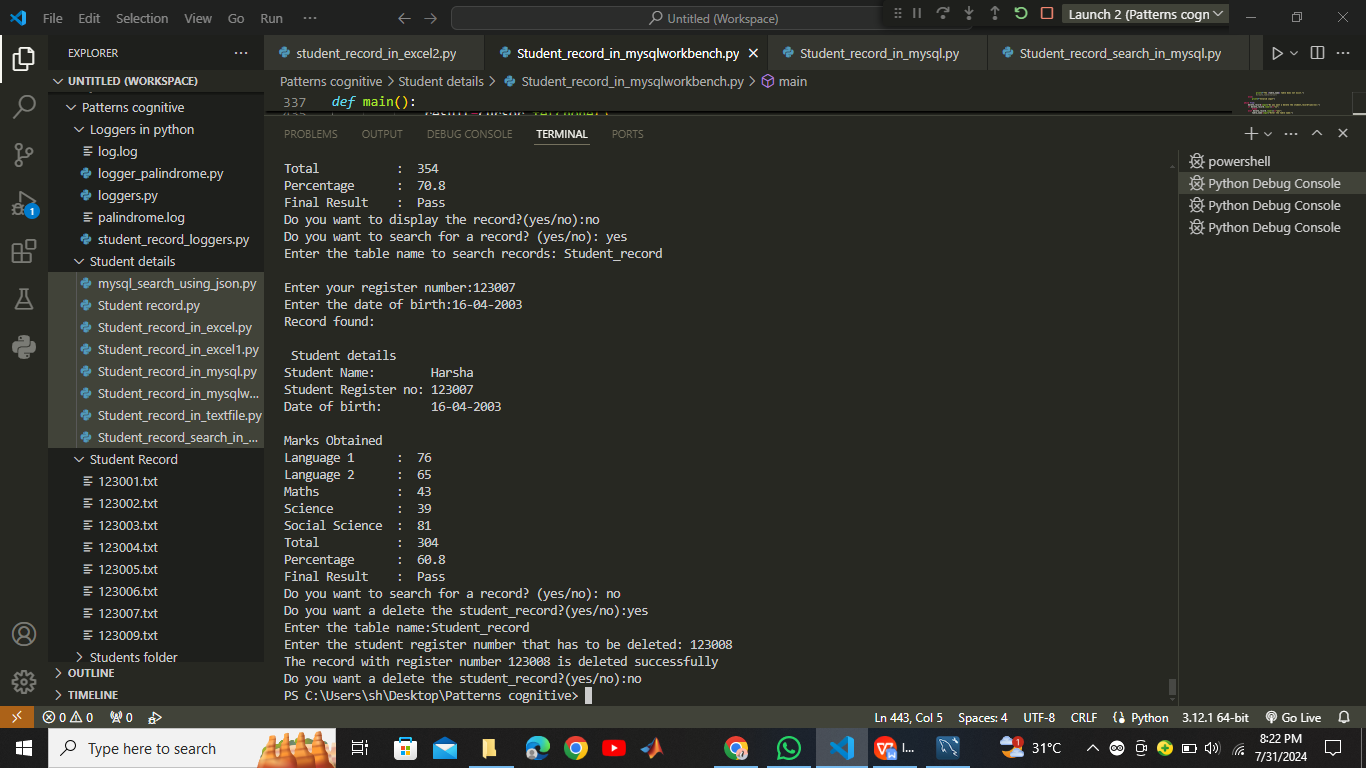 File Edit Selection View Go Run ··· Untitled (Workspace) Launch 2 (Patterns cogn
EXPLORER ···
student_record_in_excel2.py Student_record_in_mysqlworkbench.py Student_record_in_mysql.py Student_record_search_in_mysql.py
UNTITLED (WORKSPACE)
Patterns cognitive
Loggers in python
log.log
logger_palindrome.py
loggers.py
palindrome.log
student_record_loggers.py
Student details
mysql_search_using_json.py
Student record.py
Student_record_in_excel.py
Student_record_in_excel1.py
Student_record_in_mysql.py
Student_record_in_mysqlw...
Student_record_in_textfile.py
Student_record_search_in_...
Student Record
123001.txt
123002.txt
123003.txt
123004.txt
123005.txt
123006.txt
123007.txt
123009.txt
Students folder
OUTLINE
TIMELINE
1
Patterns cognitive > Student details > Student_record_in_mysqlworkbench.py > main
337 def main():
PROBLEMS OUTPUT DEBUG CONSOLE TERMINAL PORTS
Total : 354
Percentage : 70.8
Final Result : Pass
Do you want to display the record?(yes/no):no
Do you want to search for a record? (yes/no): yes
Enter the table name to search records: Student_record
Enter your register number:123007
Enter the date of birth:16-04-2003
Record found:
Student details
Student Name: Harsha
Student Register no: 123007
Date of birth: 16-04-2003
Marks Obtained
Language 1 : 76
Language 2 : 65
Maths : 43
Science : 39
Social Science : 81
Total : 304
Percentage : 60.8
Final Result : Pass
Do you want to search for a record? (yes/no): no
Do you want a delete the student_record?(yes/no):yes
Enter the table name:Student_record
Enter the student register number that has to be deleted: 123008
The record with register number 123008 is deleted successfully
Do you want a delete the student_record?(yes/no):no
PS C:\Users\sh\Desktop\Patterns cognitive>
powershell
Python Debug Console
Python Debug Console
Python Debug Console
0 0 0 Ln 443, Col 5 Spaces: 4 UTF-8 CRLF Python 3.12.1 64-bit Go Live
Type here to search
I...
1
31°C
8:22 PM
7/31/2024